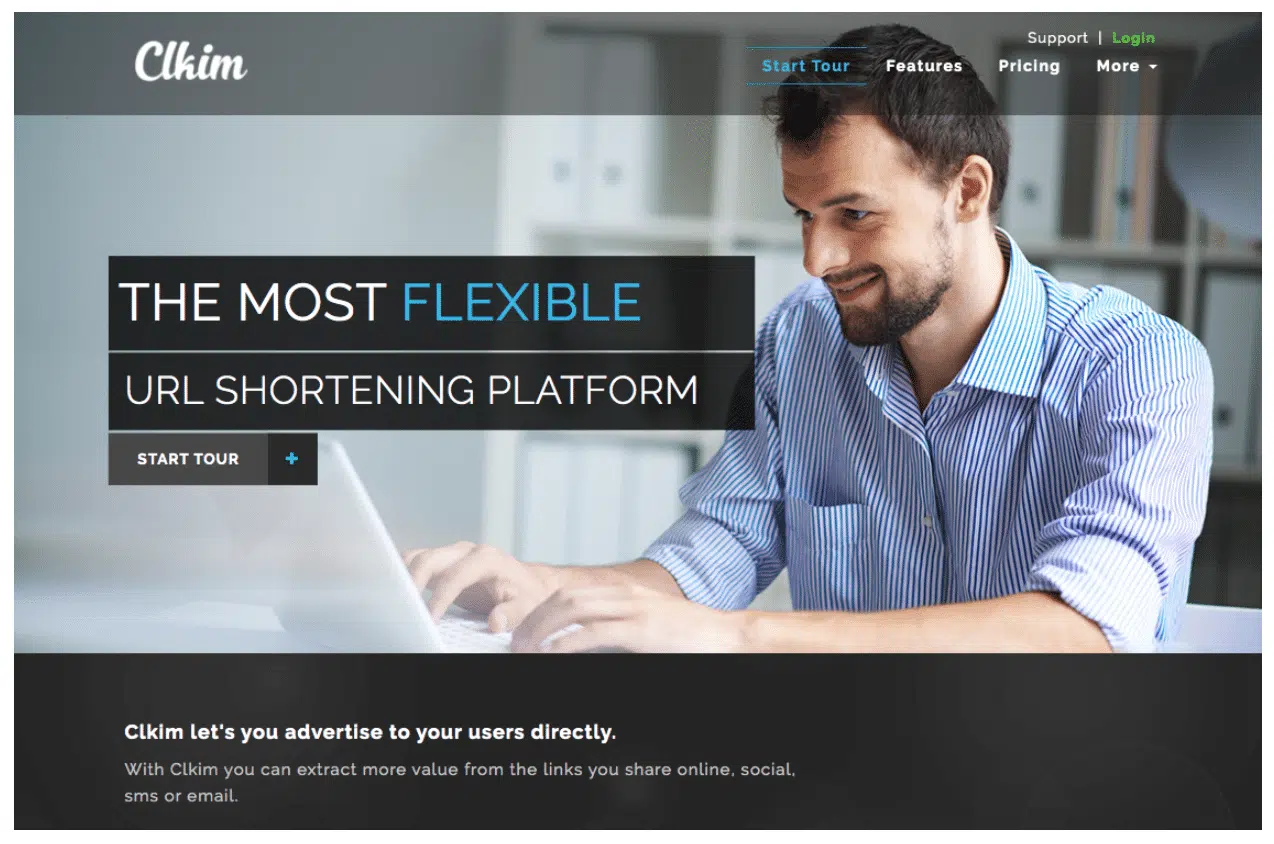 Clkim
Support | Login
Start Tour Features Pricing More
THE MOST FLEXIBLE
URL SHORTENING PLATFORM
START TOUR +
Clkim let's you advertise to your users directly.
With Clkim you can extract more value from the links you share online, social,
sms or email.